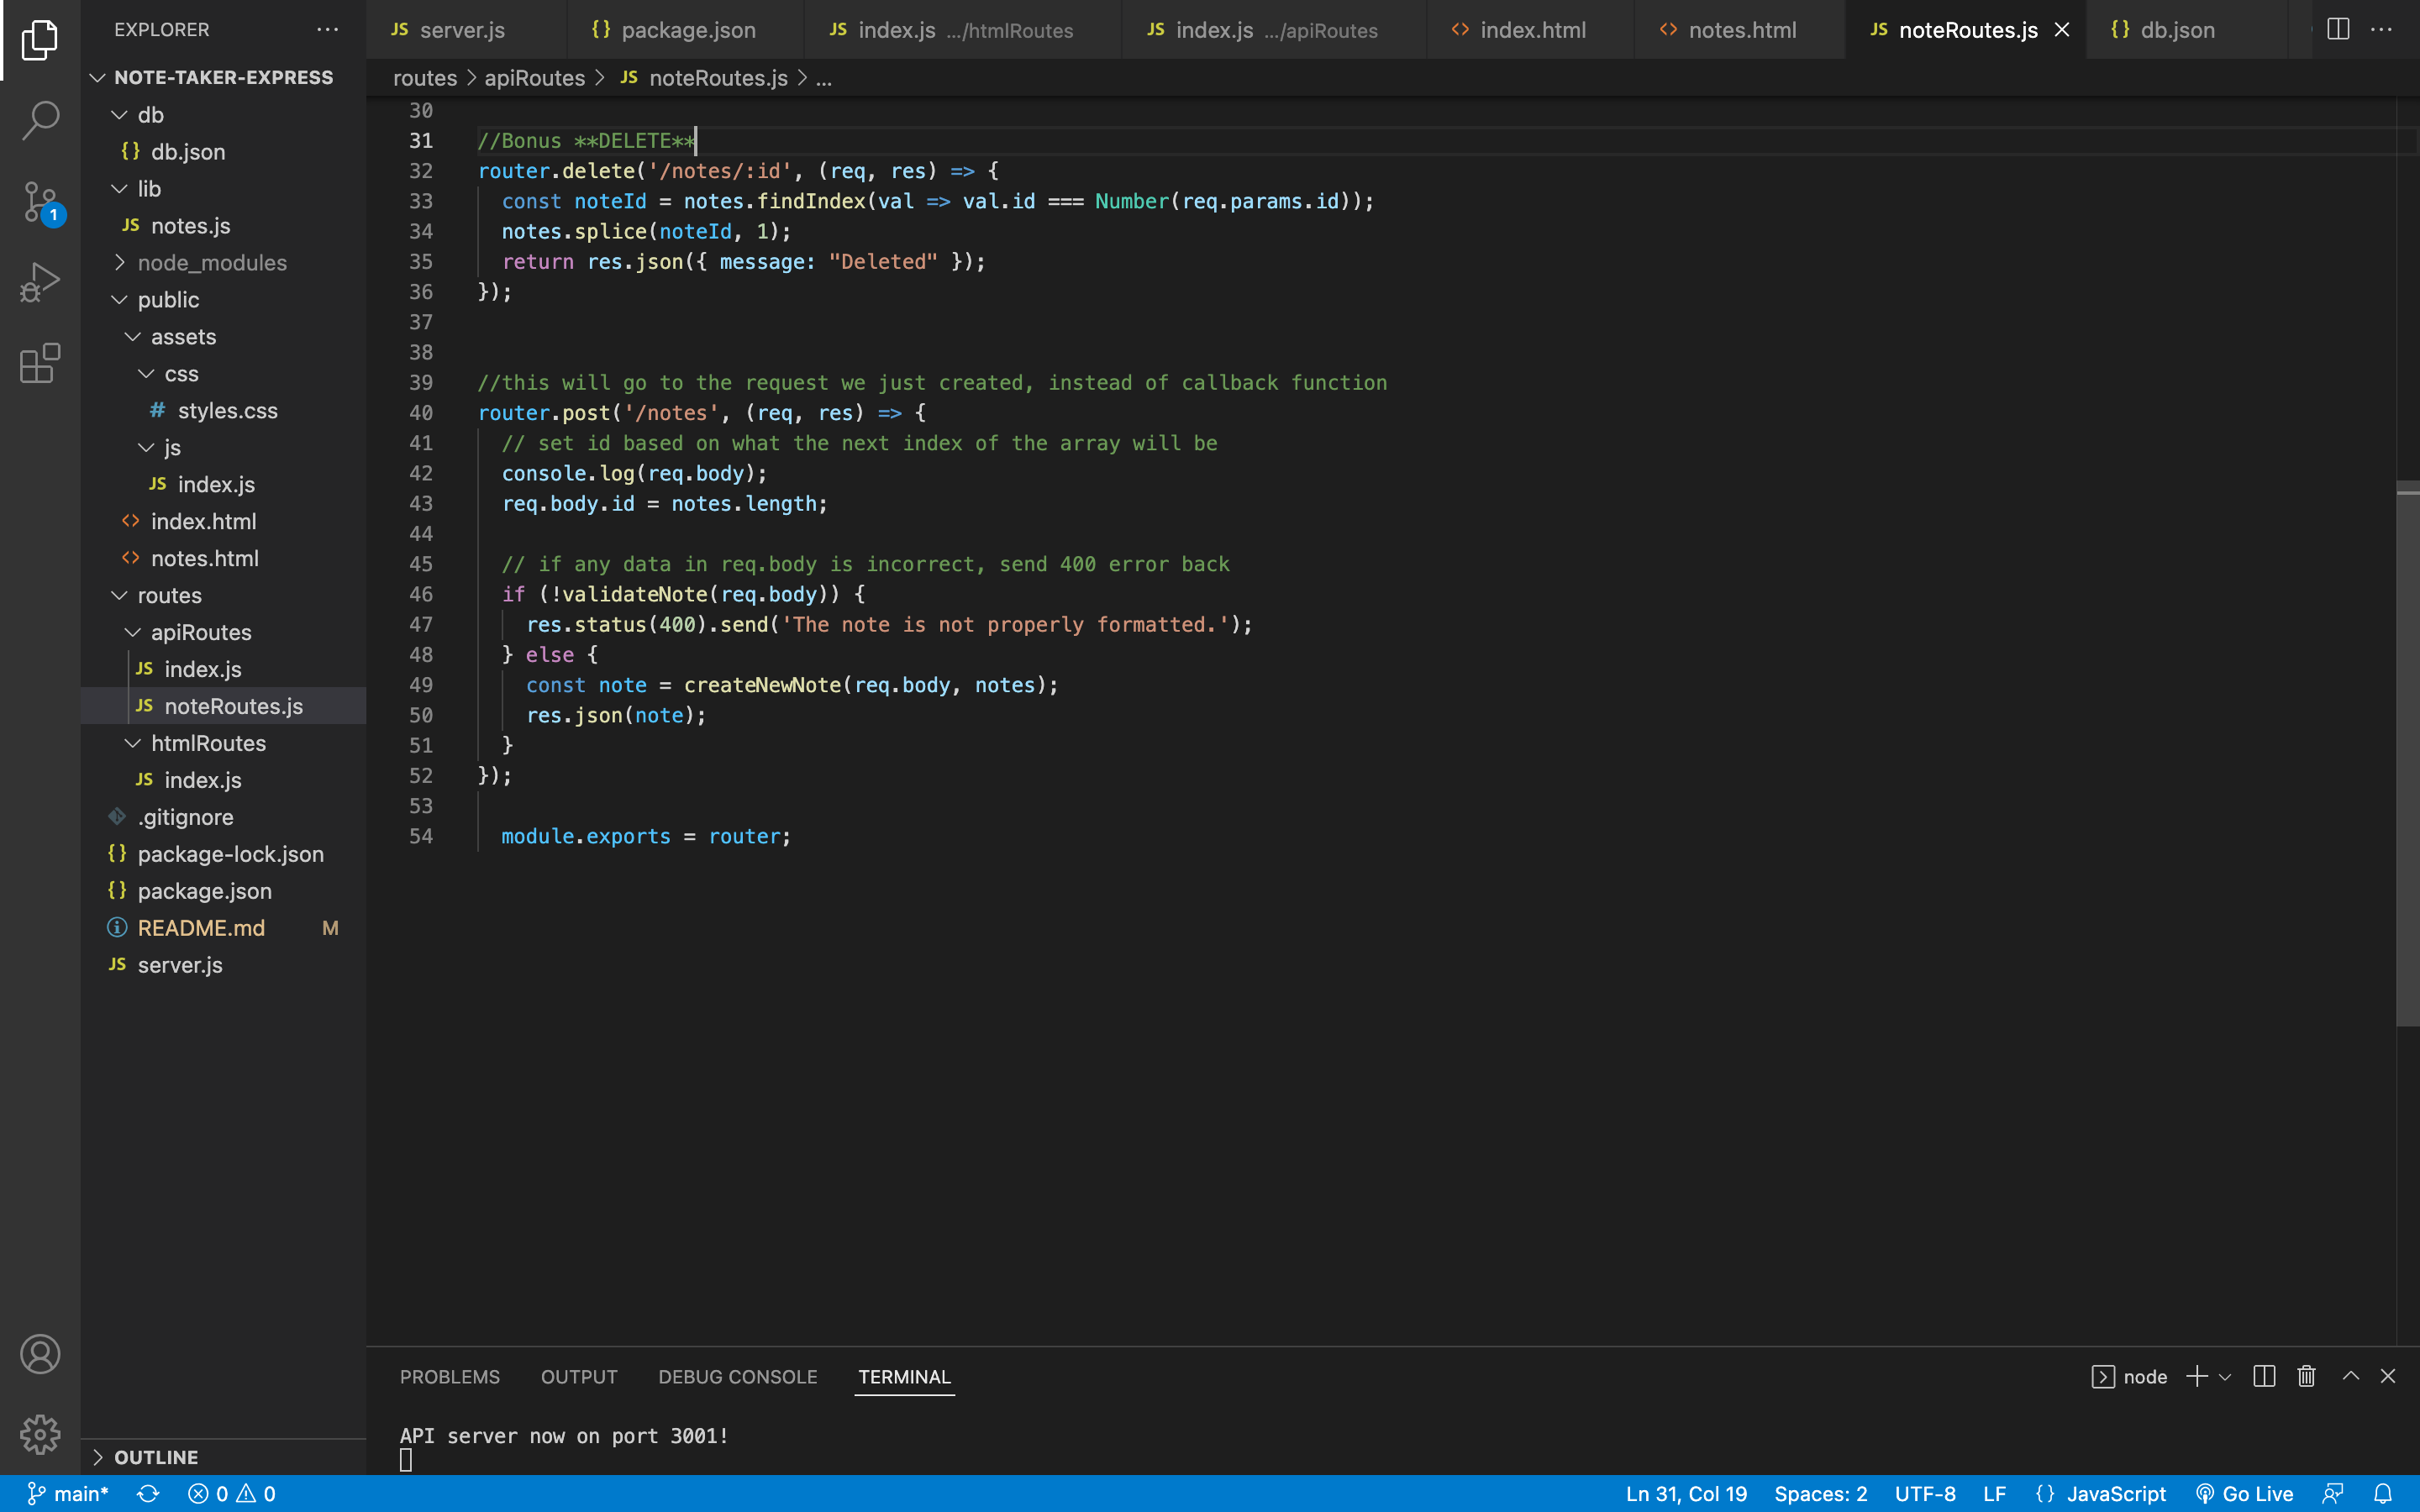 EXPLORER
NOTE-TAKER-EXPRESS
db
{} db.json
lib
JS notes.js
node_modules
public
assets
css
# styles.css
js
JS index.js
<> index.html
<> notes.html
routes
apiRoutes
JS index.js
JS noteRoutes.js
htmlRoutes
JS index.js
.gitignore
{} package-lock.json
{} package.json
README.md M
JS server.js
OUTLINE
1
JS server.js {} package.json JS index.js .../htmlRoutes JS index.js .../apiRoutes <> index.html <> notes.html JS noteRoutes.js {} db.json
routes > apiRoutes > JS noteRoutes.js > ...
30
31 //Bonus **DELETE**
32 router.delete('/notes/:id', (req, res) => {
33 const noteId = notes.findIndex(val => val.id === Number(req.params.id));
34 notes.splice(noteId, 1);
35 return res.json({ message: "Deleted" });
36 });
37
38
39 //this will go to the request we just created, instead of callback function
40 router.post('/notes', (req, res) => {
41 // set id based on what the next index of the array will be
42 console.log(req.body);
43 req.body.id = notes.length;
44
45 // if any data in req.body is incorrect, send 400 error back
46 if (!validateNote(req.body)) {
47 res.status(400).send('The note is not properly formatted.');
48 } else {
49 const note = createNewNote(req.body, notes);
50 res.json(note);
51 }
52 });
53
54 module.exports = router;
PROBLEMS OUTPUT DEBUG CONSOLE TERMINAL node
API server now on port 3001!
main* 0 0 Ln 31, Col 19 Spaces: 2 UTF-8 LF {} JavaScript Go Live